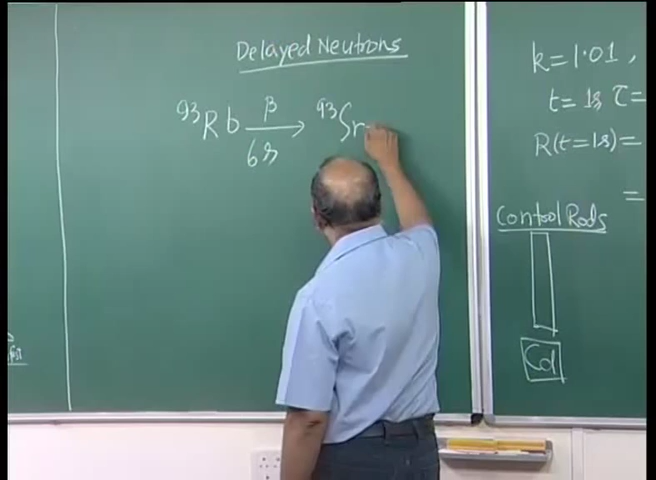 Delayed Neutrons
93Rb β→ 93Sr
6s
k=1.01,
t=1s τ=
R(t=1s)=
=
Control Rods
Cd